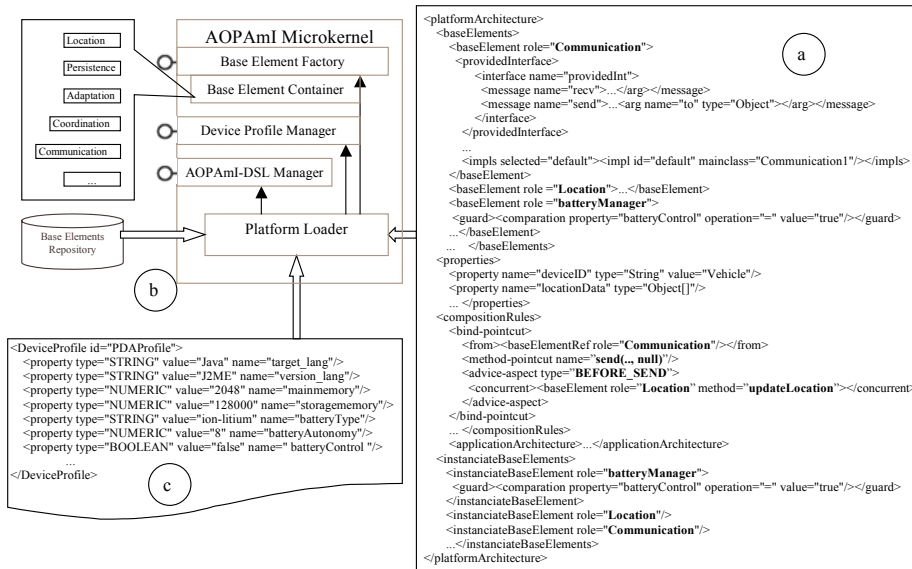 Location
Persistence
Adaptation
Coordination
Communication
...
AOPAmI Microkernel
Base Element Factory
Base Element Container
Device Profile Manager
AOPAmI-DSL Manager
Platform Loader
Base Elements
Repository
b
<DeviceProfile id="PDAProfile">
<property type="STRING" value="Java" name="target_lang"/>
<property type="STRING" value="J2ME" name="version_lang"/>
<property type="NUMERIC" value="2048" name="mainmemory"/>
<property type="NUMERIC" value="128000" name="storagememory"/>
<property type="STRING" value="ion-litium" name="batteryType"/>
<property type="NUMERIC" value="8" name="batteryAutonomy"/>
<property type="BOOLEAN" value="false" name=" batteryControl "/>
...
</DeviceProfile>
c
a
<platformArchitecture>
<baseElements>
<baseElement role="Communication">
<providedInterface>
<interface name="providedInt">
<message name="recv">...</arg></message>
<message name="send">...<arg name="to" type="Object"></arg></message>
</interface>
</providedInterface>
...
<impls selected="default"><impl id="default" mainclass="Communication1"/></impls>
</baseElement>
<baseElement role ="Location">...</baseElement>
<baseElement role ="batteryManager">
<guard><comparation property="batteryControl" operation="=" value="true"/></guard>
...</baseElement>
... </baseElements>
<properties>
<property name="deviceID" type="String" value="Vehicle"/>
<property name="locationData" type="Object[]"/>
... </properties>
<compositionRules>
<bind-pointcut>
<from><baseElementRef role="Communication"/></from>
<method-pointcut name="send(.., null)"/>
<advice-aspect type="BEFORE_SEND">
<concurrent><baseElement role="Location" method="updateLocation"></concurrent>
</advice-aspect>
</bind-pointcut>
... </compositionRules>
<applicationArchitecture>...</applicationArchitecture>
<instanciateBaseElements>
<instanciateBaseElement role="batteryManager">
<guard><comparation property="batteryControl" operation="=" value="true"/></guard>
</instanciateBaseElement>
<instanciateBaseElement role="Location"/>
<instanciateBaseElement role="Communication"/>
...</instanciateBaseElements>
</platformArchitecture>